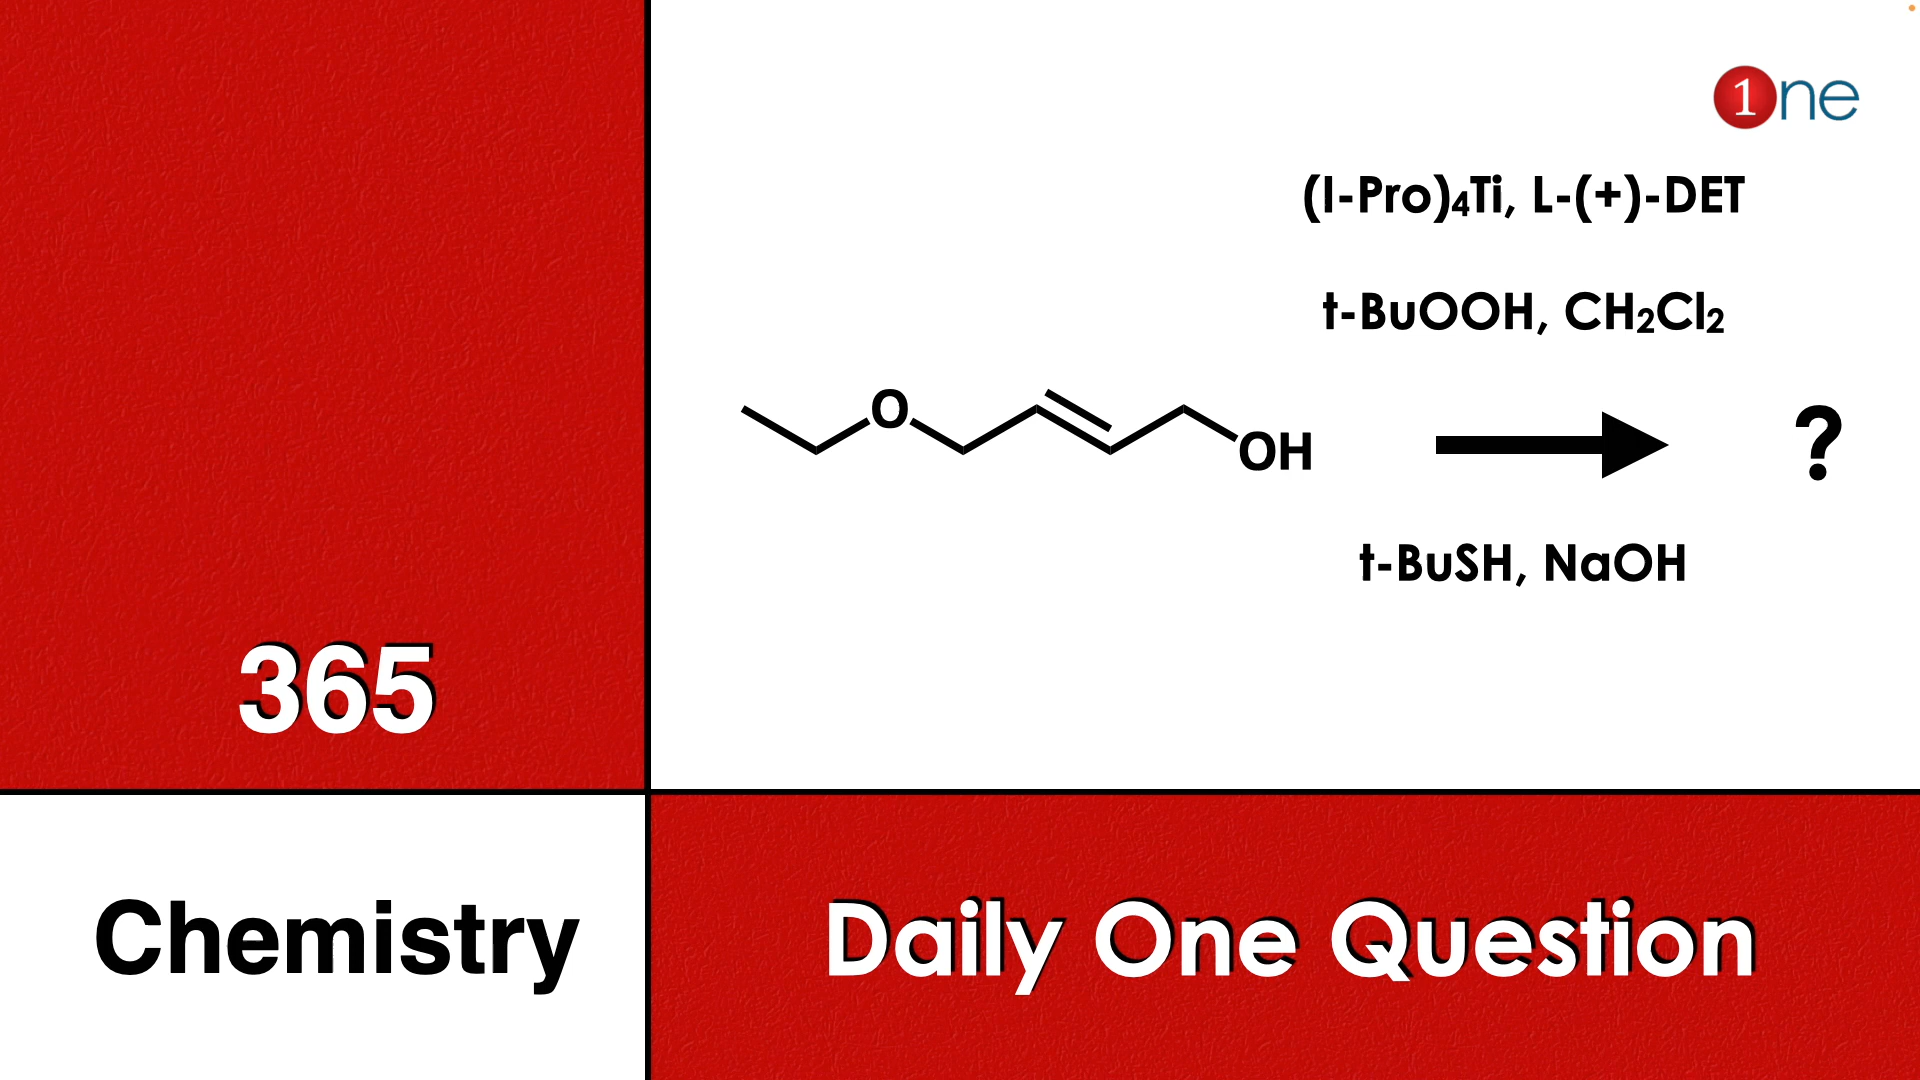 1ne
(I-Pro)₄Ti, L-(+)-DET
t-BuOOH, CH₂Cl₂
O
OH
?
t-BuSH, NaOH
365
Chemistry
Daily One Question